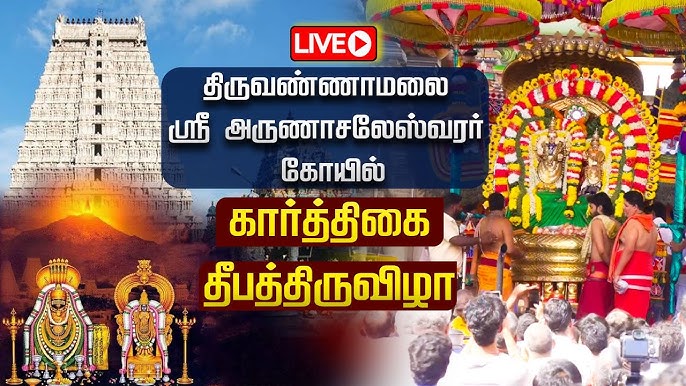 LIVE
திருவண்ணாமலை
ஸ்ரீ அருணாசலேஸ்வரர்
கோயில்
கார்த்திகை
தீபத்திருவிழா